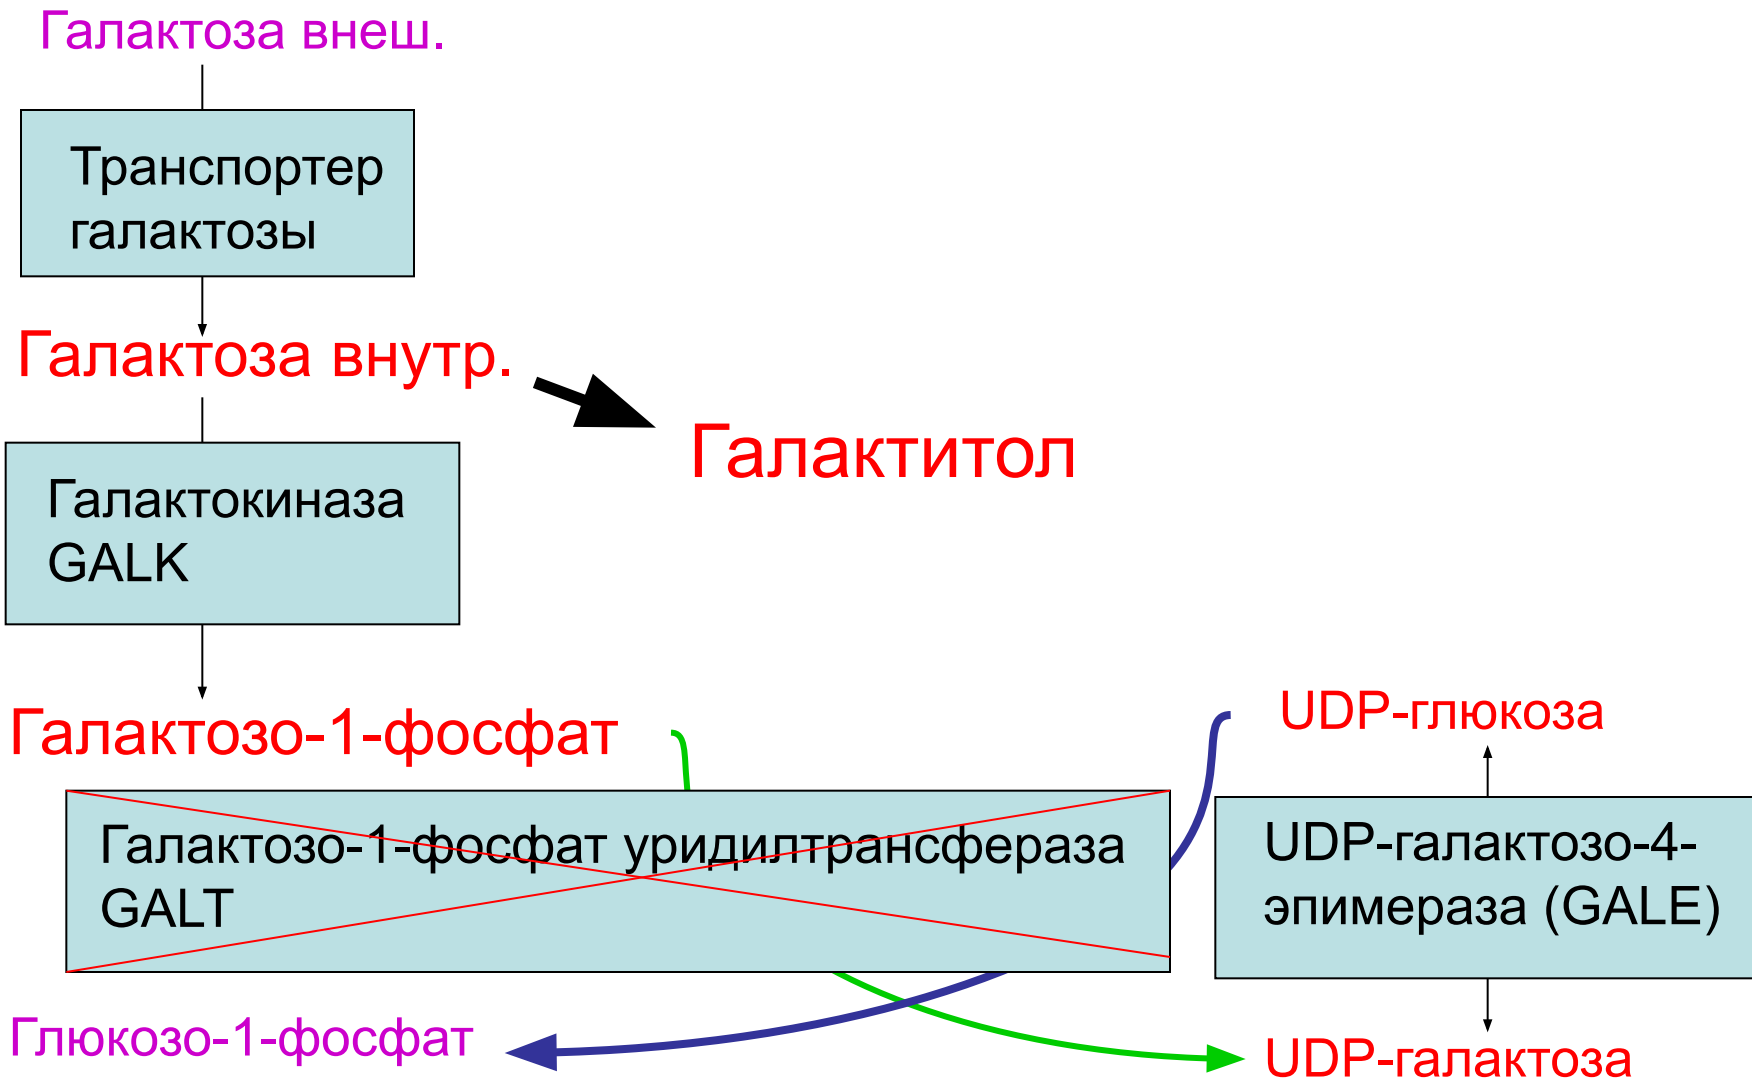 Галактоза внеш.
Транспортер
галактозы
Галактоза внутр.
Галактитол
Галактокиназа
GALK
Галактозо-1-фосфат
UDP-глюкоза
Галактозо-1-фосфат уридилтрансфераза
GALT
UDP-галактозо-4-
эпимераза (GALE)
Глюкозо-1-фосфат
UDP-галактоза